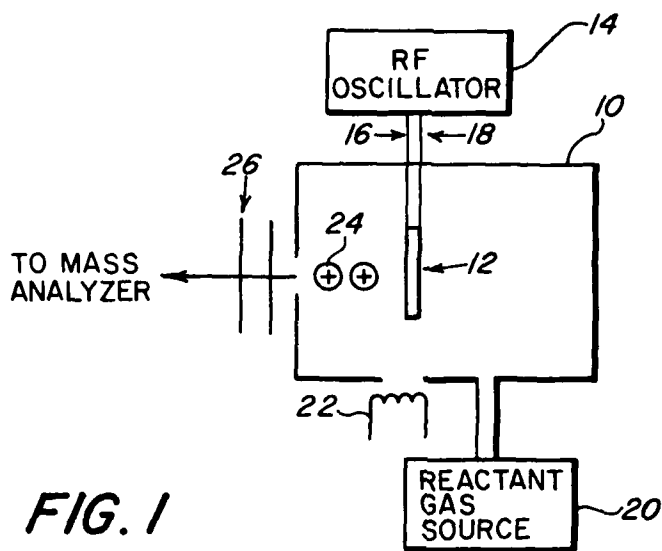 14
RF
OSCILLATOR
16
18
10
26
24
12
TO MASS
ANALYZER
22
REACTANT
GAS
SOURCE
20
FIG. 1